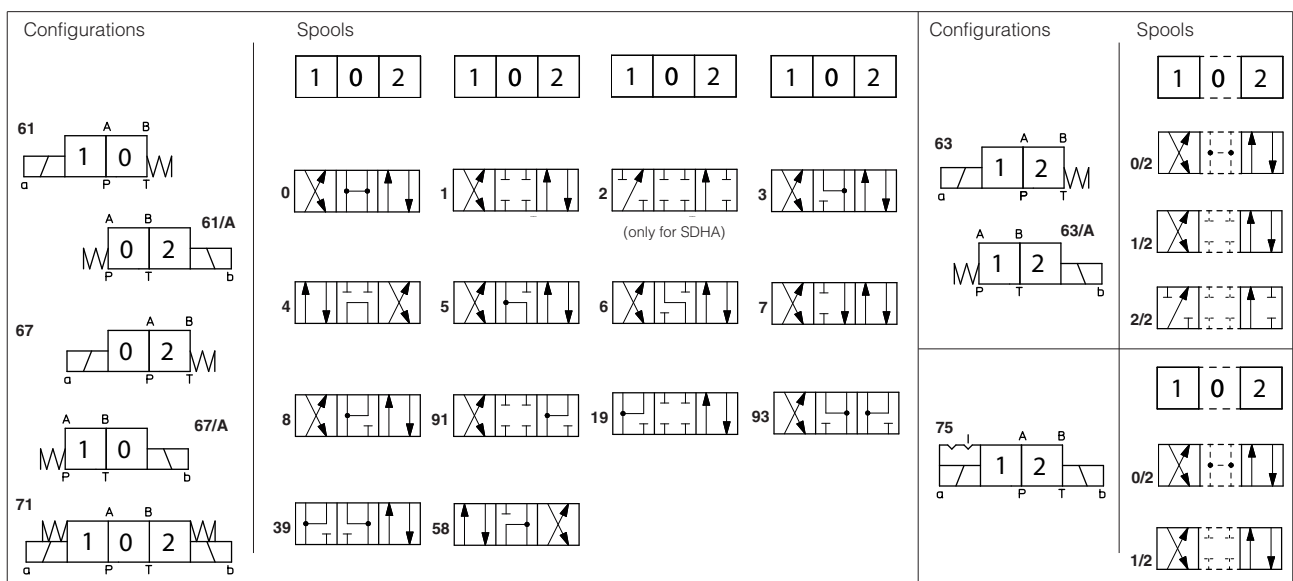 Configurations
Spools
Configurations
Spools
1 0 2
1 0 2
1 0 2
1 0 2
1 0 2
61
A B
1 0
a P T
63
A B
1 2
a P T
0/2
0
1
2
3
(only for SDHA)
61/A
A B
0 2
P T b
63/A
A B
1 2
P T b
1/2
4
5
6
7
2/2
67
A B
0 2
a P T
1 0 2
8
91
19
93
67/A
A B
1 0
P T b
75
A B
1 2
a P T b
0/2
71
A B
1 0 2
a P T b
39
58
1/2